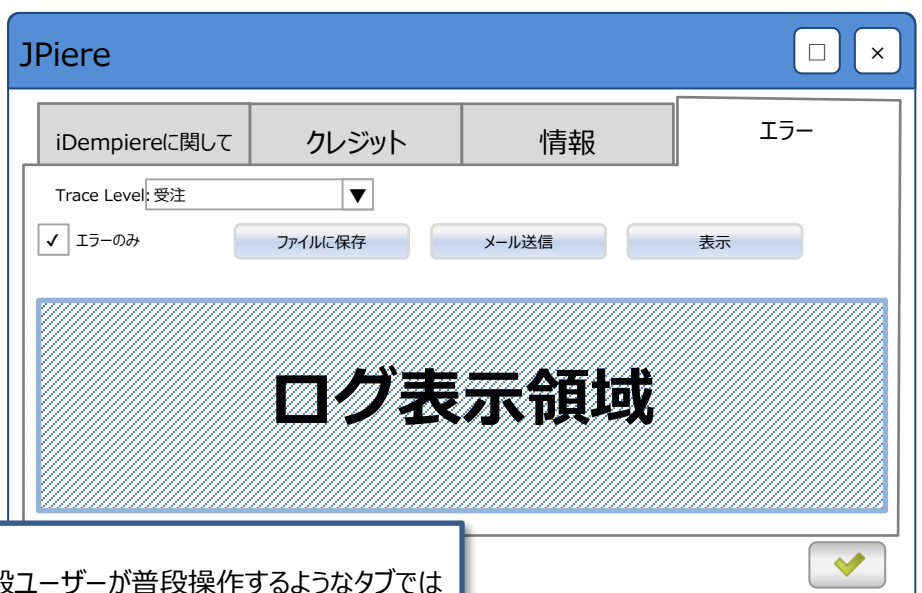 JPiere
□ ×
iDempiereに関して クレジット 情報 エラー
Trace Level: 受注 ▼
✓ エラーのみ ファイルに保存 メール送信 表示
ログ表示領域
ユーザーが普段操作するようなタブでは